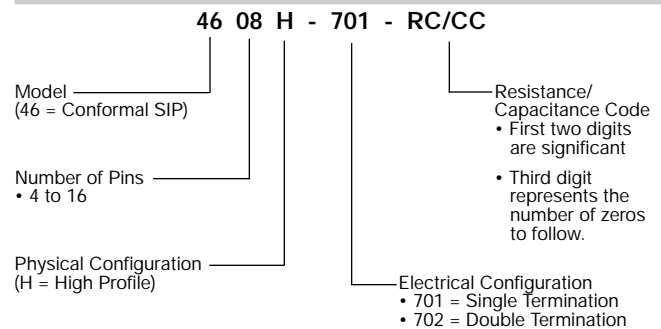 46 08 H - 701 - RC/CC
Model
(46 = Conformal SIP)
Number of Pins
• 4 to 16
Physical Configuration
(H = High Profile)
Resistance/
Capacitance Code
• First two digits
are significant
• Third digit
represents the
number of zeros
to follow.
Electrical Configuration
• 701 = Single Termination
• 702 = Double Termination